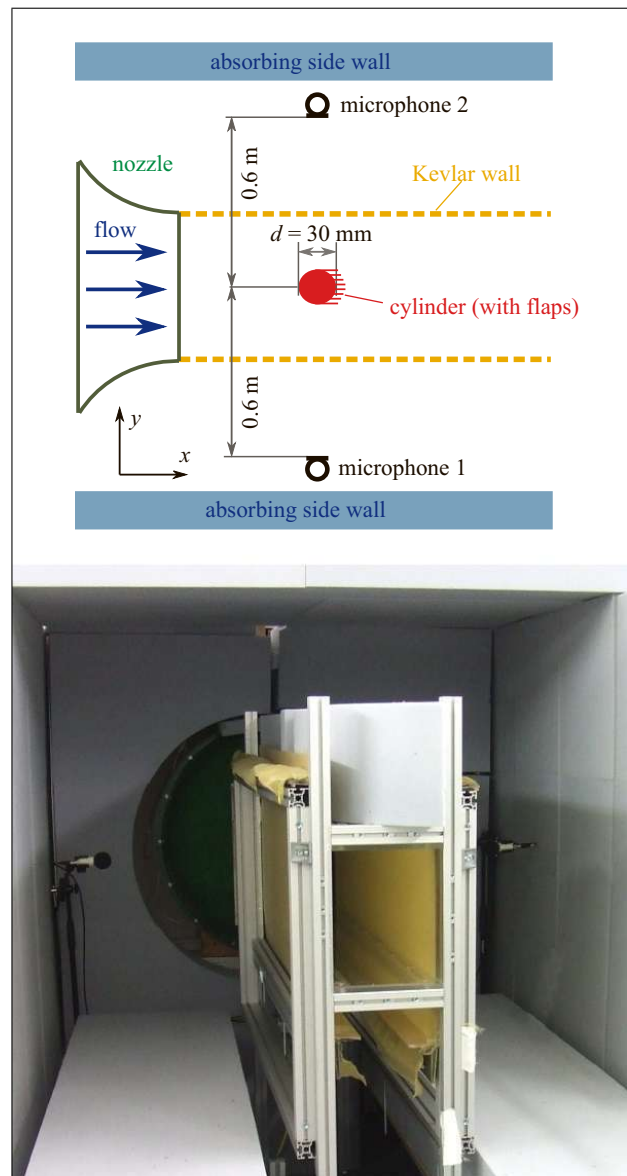 absorbing side wall
microphone 2
nozzle
0.6 m
Kevlar wall
flow
d = 30 mm
cylinder (with flaps)
0.6 m
y
x
microphone 1
absorbing side wall